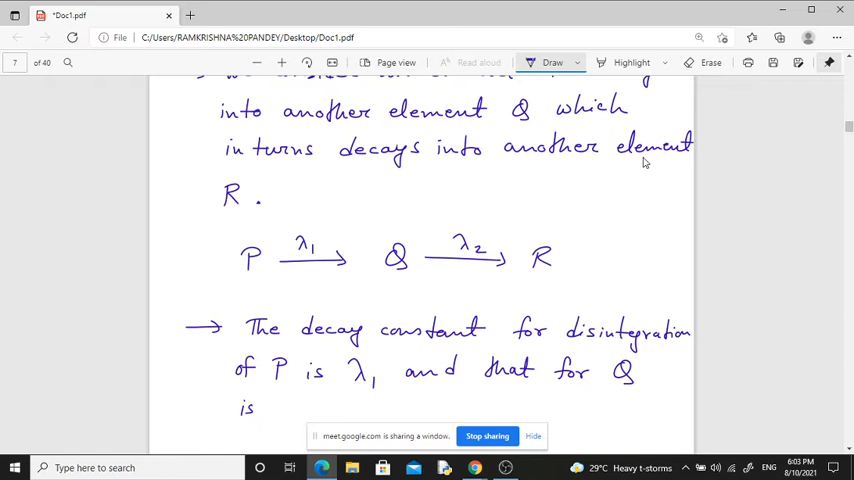 *Doc1.pdf
File C:/Users/RAMKRISHNA%20PANDEY/Desktop/Doc1.pdf
7 of 40 Page view Read aloud Draw Highlight Erase
into another element Q which
in turns decays into another element
R .
P λ1 → Q λ2 → R
→ The decay constant for disintegration
of P is λ1 and that for Q
is
meet.google.com is sharing a window. Stop sharing Hide
Type here to search 29°C Heavy t-storms ENG 6:03 PM
8/10/2021